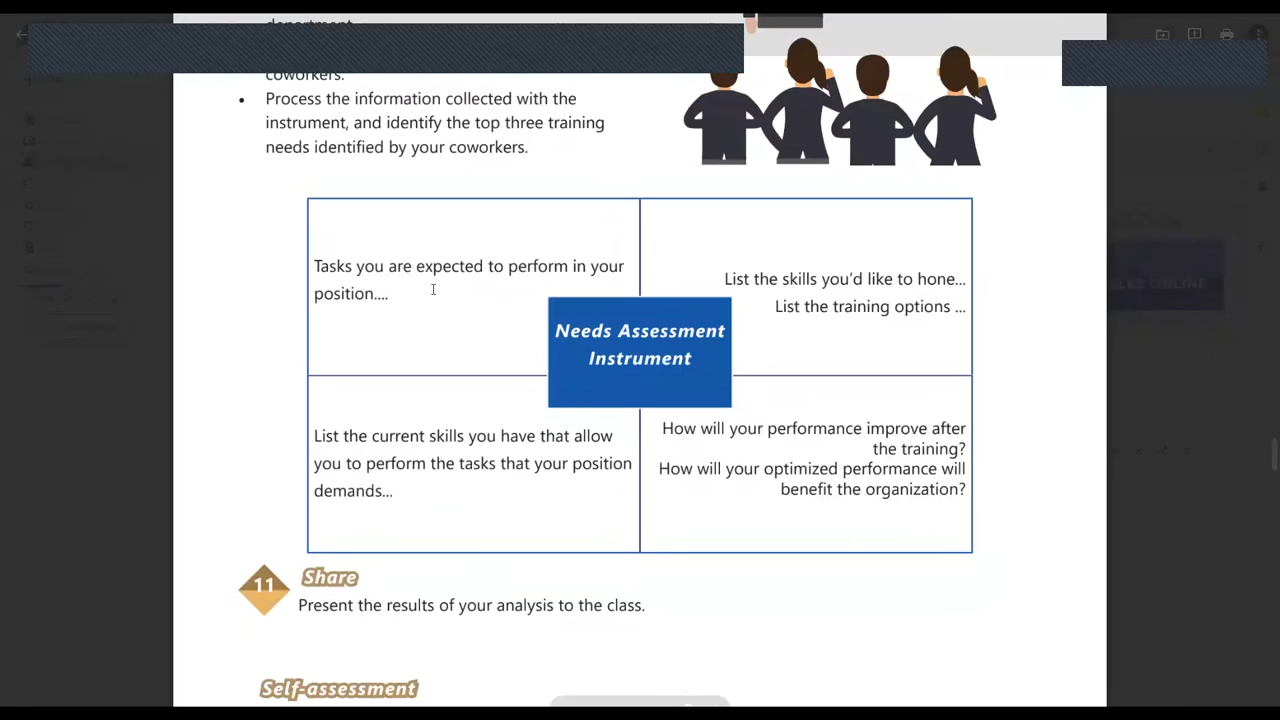 coworkers.
• Process the information collected with the
instrument, and identify the top three training
needs identified by your coworkers.
Tasks you are expected to perform in your
position....
List the skills you'd like to hone...
List the training options ...
Needs Assessment
Instrument
List the current skills you have that allow
you to perform the tasks that your position
demands...
How will your performance improve after
the training?
How will your optimized performance will
benefit the organization?
11
Share
Present the results of your analysis to the class.
Self-assessment